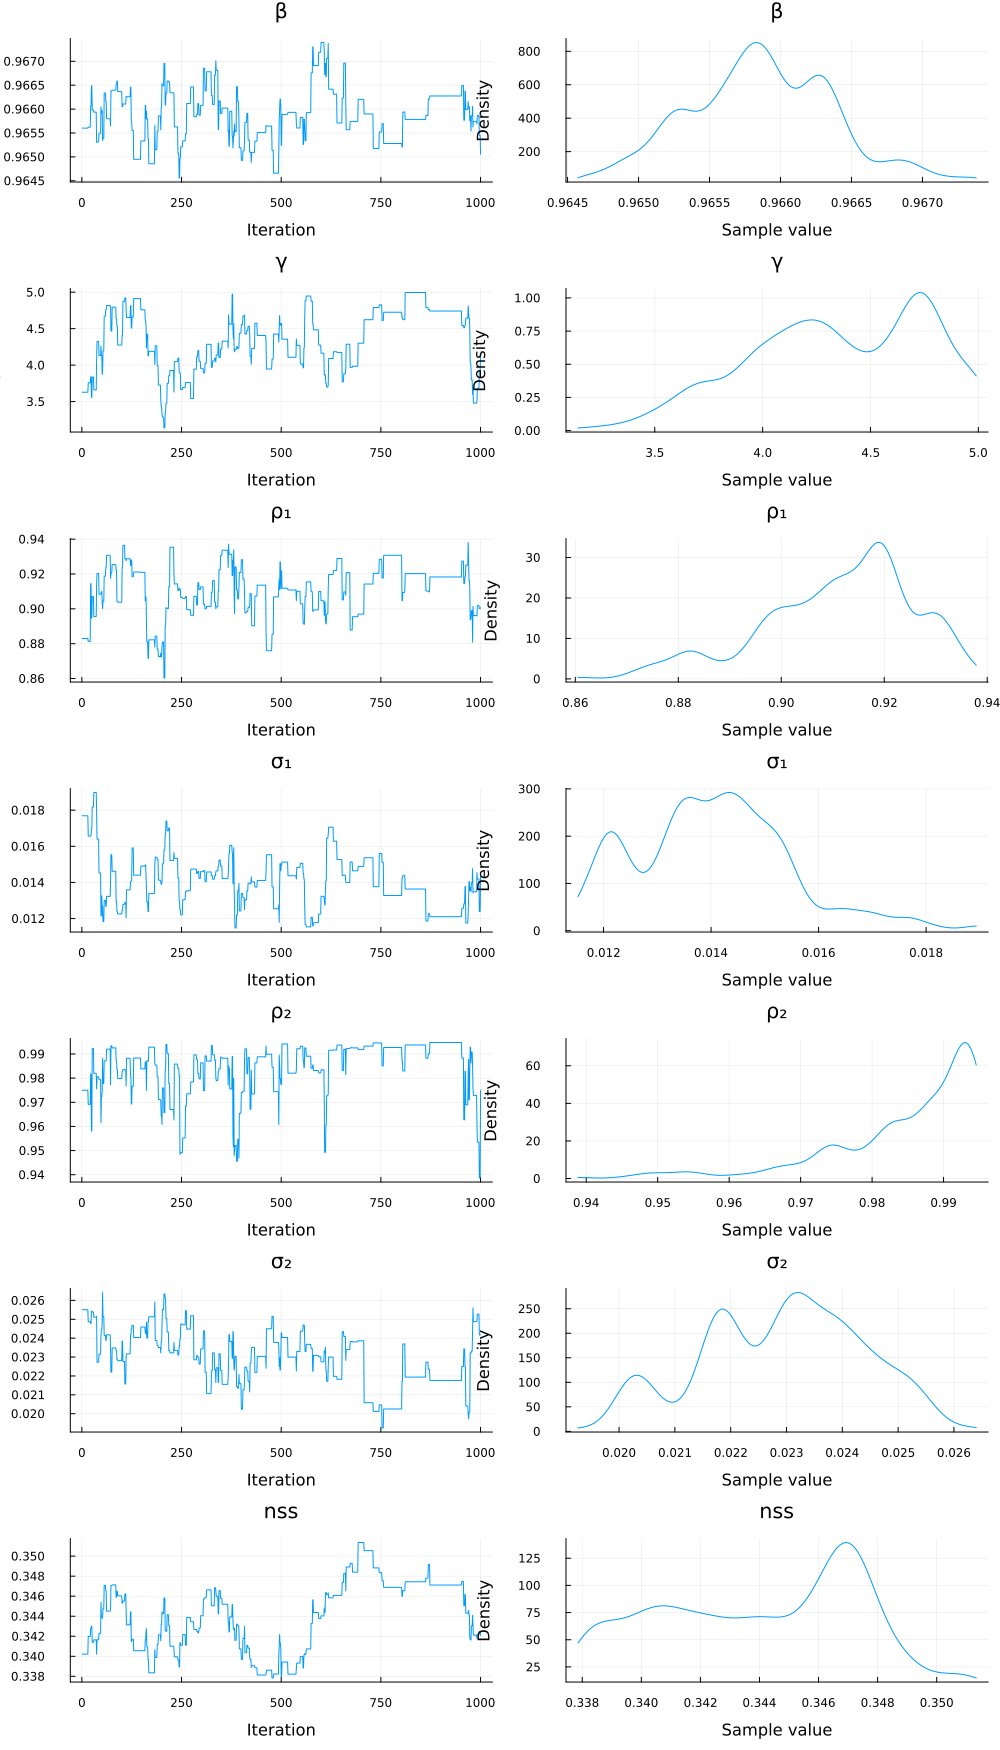 β β
0.9670
0.9665
0.9660
0.9655
0.9650
0.9645
Density
800
600
400
200
0 250 500 750 1000
0.9645 0.9650 0.9655 0.9660 0.9665 0.9670
Iteration Sample value
γ γ
5.0
4.5
4.0
3.5
Density
1.00
0.75
0.50
0.25
0.00
0 250 500 750 1000
3.5 4.0 4.5 5.0
Iteration Sample value
ρ₁ ρ₁
0.94
0.92
0.90
0.88
0.86
Density
30
20
10
0
0 250 500 750 1000
0.86 0.88 0.90 0.92 0.94
Iteration Sample value
σ₁ σ₁
0.018
0.016
0.014
0.012
Density
300
200
100
0
0 250 500 750 1000
0.012 0.014 0.016 0.018
Iteration Sample value
ρ₂ ρ₂
0.99
0.98
0.97
0.96
0.95
0.94
Density
60
40
20
0
0 250 500 750 1000
0.94 0.95 0.96 0.97 0.98 0.99
Iteration Sample value
σ₂ σ₂
0.026
0.025
0.024
0.023
0.022
0.021
0.020
Density
250
200
150
100
50
0
0 250 500 750 1000
0.020 0.021 0.022 0.023 0.024 0.025 0.026
Iteration Sample value
nss nss
0.350
0.348
0.346
0.344
0.342
0.340
0.338
Density
125
100
75
50
25
0 250 500 750 1000
0.338 0.340 0.342 0.344 0.346 0.348 0.350
Iteration Sample value